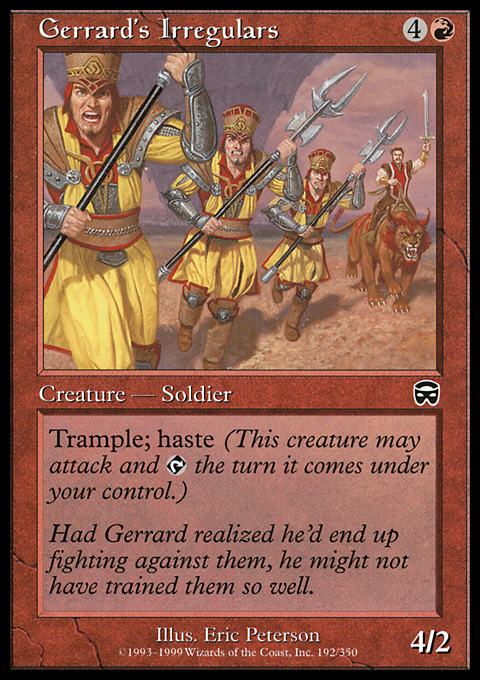 Gerrard's Irregulars 4
Creature — Soldier
Trample; haste (This creature may
attack and the turn it comes under
your control.)
Had Gerrard realized he'd end up
fighting against them, he might not
have trained them so well.
Illus. Eric Peterson
©1993-1999 Wizards of the Coast, Inc. 192/350
4/2